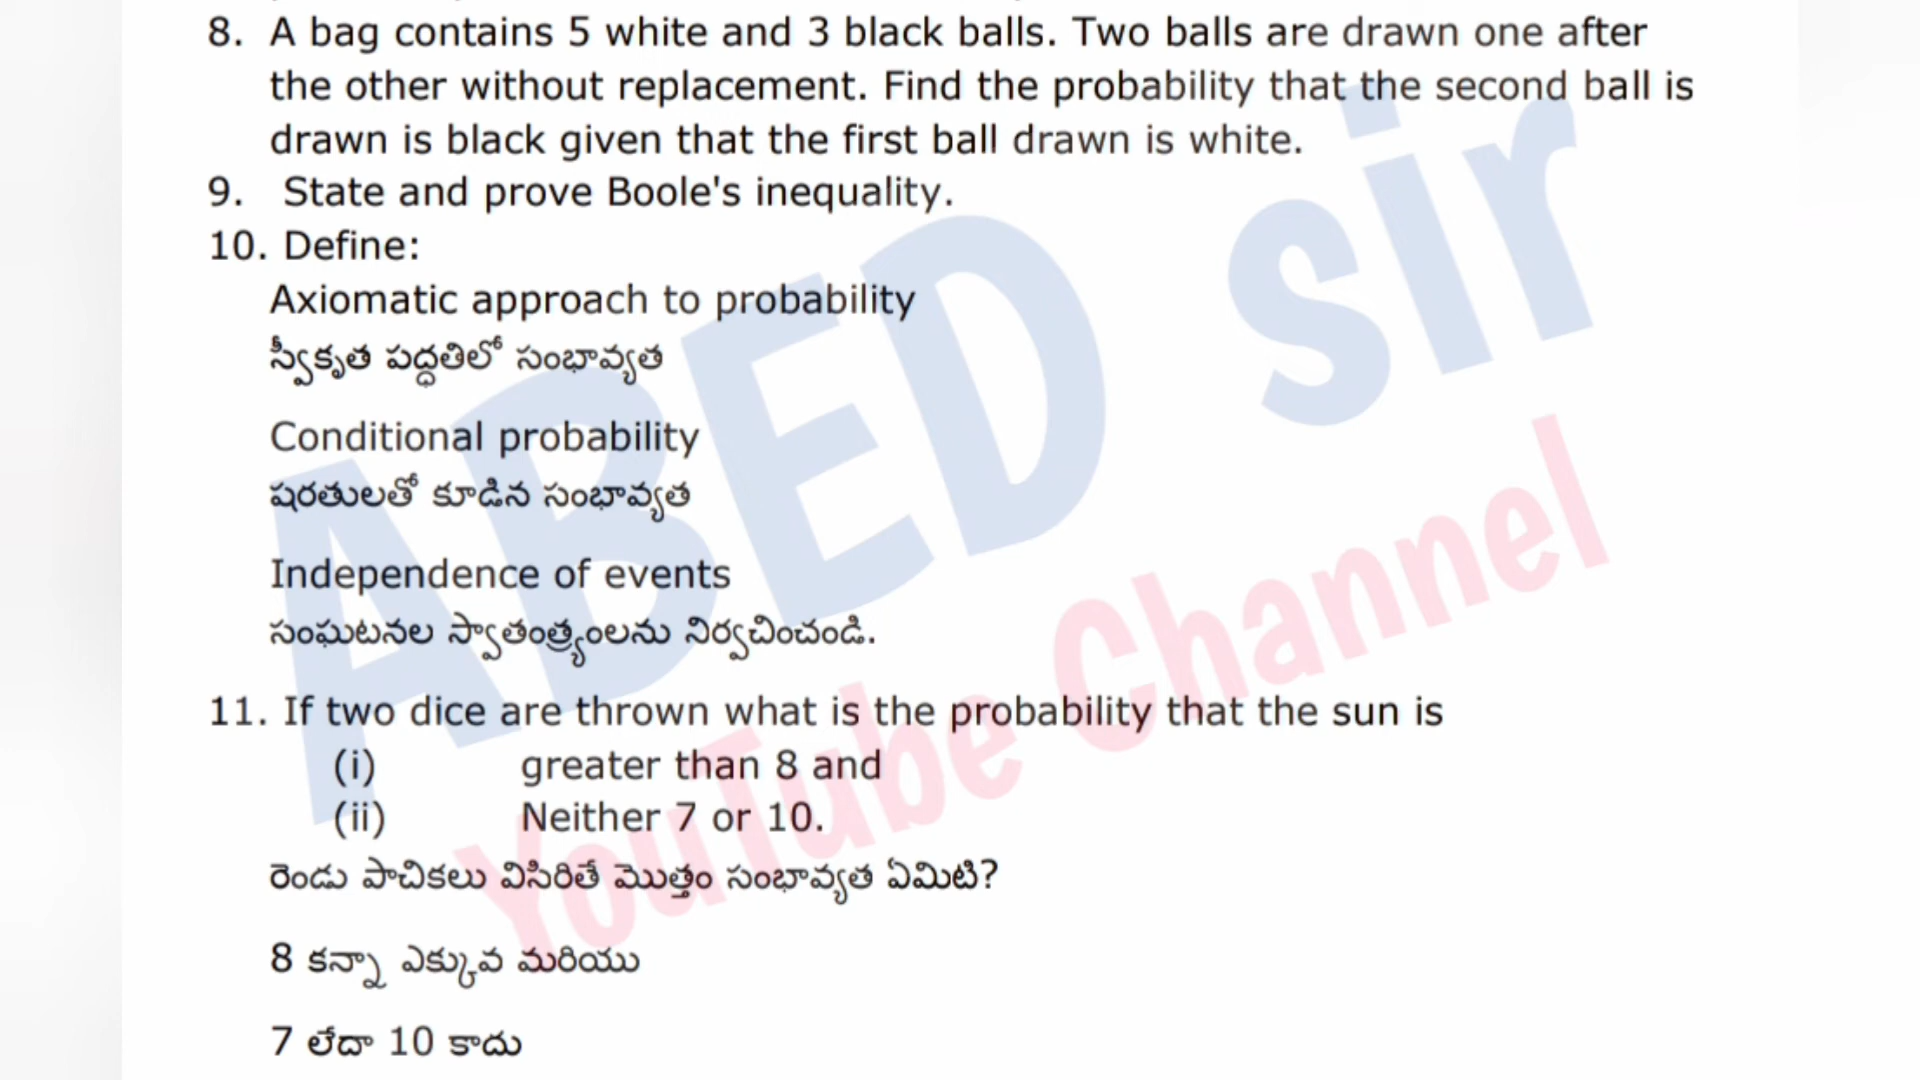 8. A bag contains 5 white and 3 black balls. Two balls are drawn one after
the other without replacement. Find the probability that the second ball is
drawn is black given that the first ball drawn is white.
9. State and prove Boole's inequality.
10. Define:
Axiomatic approach to probability
స్వీకృత పద్ధతిలో సంభావ్యత
Conditional probability
షరతులతో కూడిన సంభావ్యత
Independence of events
సంఘటనల స్వాతంత్ర్యంలను నిర్వచించండి.
11. If two dice are thrown what is the probability that the sun is
(i) greater than 8 and
(ii) Neither 7 or 10.
రెండు పాచికలు విసిరితే మొత్తం సంభావ్యత ఏమిటి?
8 కన్నా ఎక్కువ మరియు
7 లేదా 10 కాదు
ABED sir
YouTube Channel